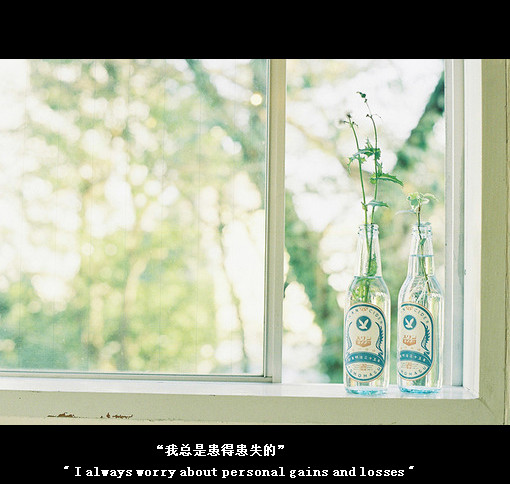 “我总是患得患失的”
“I always worry about personal gains and losses“